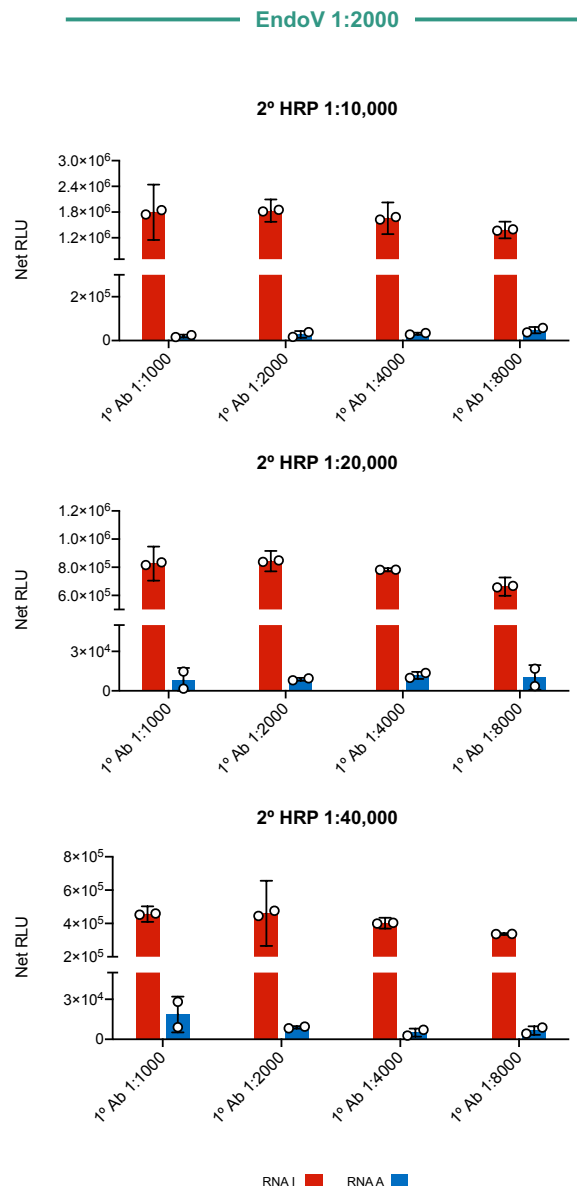 EndoV 1:2000
2º HRP 1:10,000
Net RLU
3.0×10⁶
2.4×10⁶
1.8×10⁶
1.2×10⁶
2×10⁵
0
1º Ab 1:1000
1º Ab 1:2000
1º Ab 1:4000
1º Ab 1:8000
2º HRP 1:20,000
Net RLU
1.2×10⁶
1.0×10⁶
8.0×10⁵
6.0×10⁵
3×10⁴
0
1º Ab 1:1000
1º Ab 1:2000
1º Ab 1:4000
1º Ab 1:8000
2º HRP 1:40,000
Net RLU
8×10⁵
6×10⁵
4×10⁵
2×10⁵
3×10⁴
0
1º Ab 1:1000
1º Ab 1:2000
1º Ab 1:4000
1º Ab 1:8000
RNA I RNA A